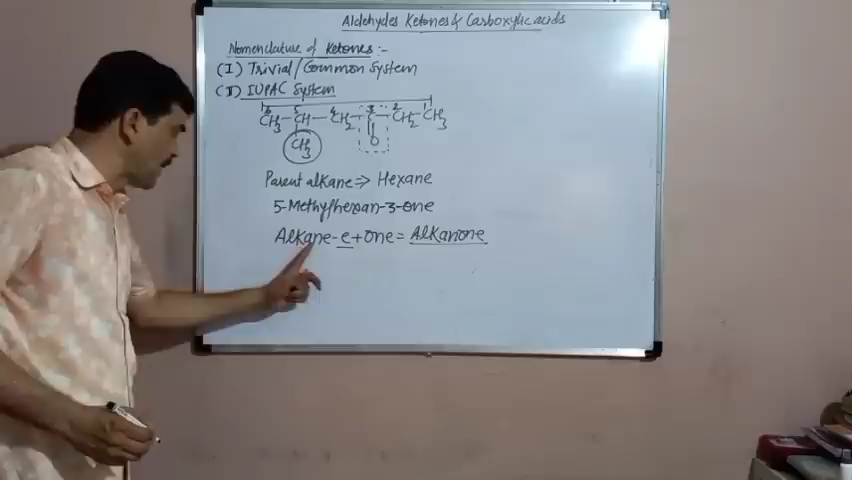 Aldehydes Ketones & Carboxylic acids
Nomenclature of Ketones :-
(I) Trivial/Common System
(II) IUPAC System
6 5 4 3 2 1
CH3-CH-CH2-C-CH2-CH3
CH3 O
Parent alkane ⇒ Hexane
5-Methylhexan-3-one
Alkane-e+one= Alkanone